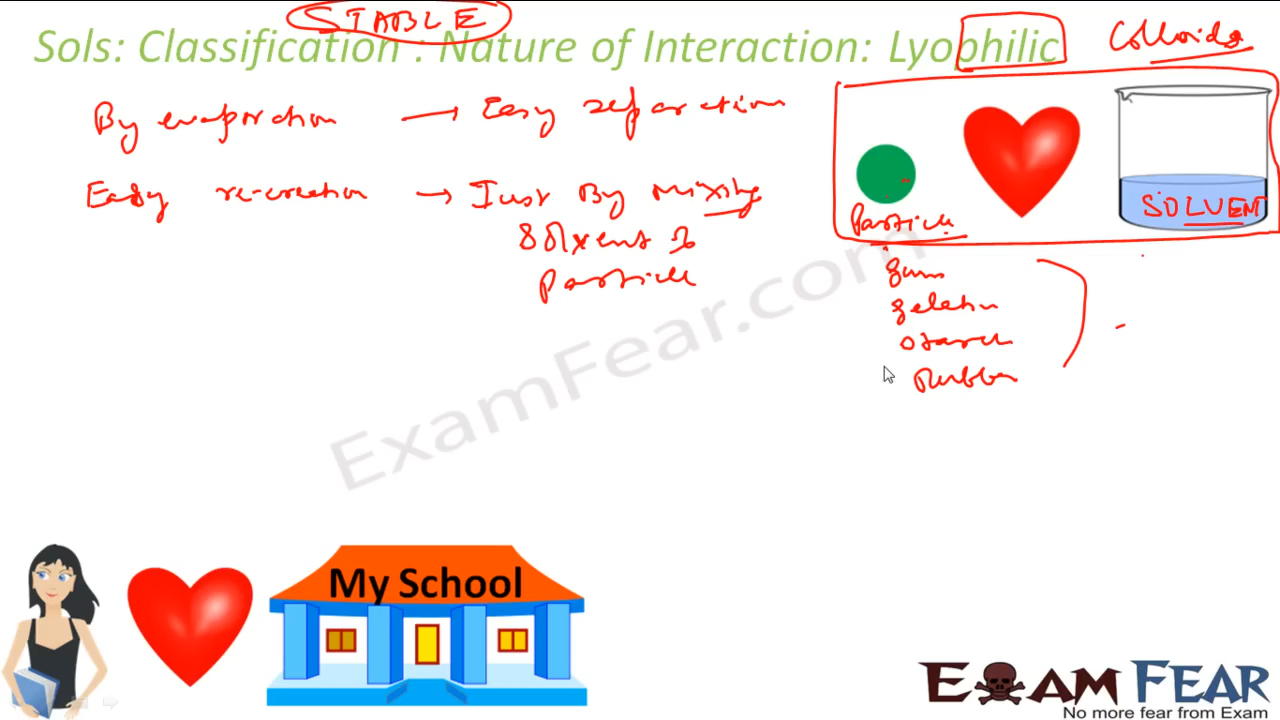 STABLE
Sols: Classification : Nature of Interaction: Lyophilic
Colloids
By evaporation → Easy separation
Easy re-creation → Just By mixing
solvent &
particle
Particle
SOLVENT
gum
gelatin
starch
Rubber
ExamFear.com
My School
EXAM FEAR
No more fear from Exam